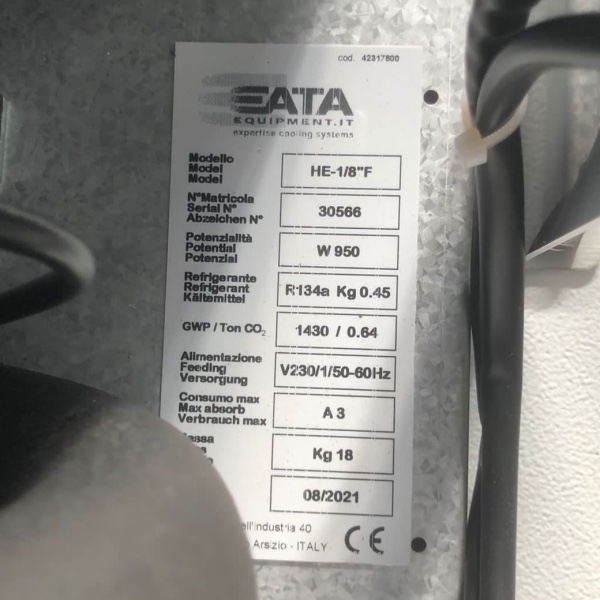 cod. 42317800
EATA
EQUIPMENT.IT
expertise cooling systems
Modello
Model
Model
HE-1/8"F
N°Matricola
Serial N°
Abzeichen N°
30566
Potenzialità
Potential
Potenzial
W 950
Refrigerante
Refrigerant
Kältemittel
R134a Kg 0.45
GWP / Ton CO2
1430 / 0.64
Alimentazione
Feeding
Versorgung
V230/1/50-60Hz
Consumo max
Max absorb
Verbrauch max
A 3
Kg 18
08/2021
ell'Industria 40
Arsizio - ITALY
CE